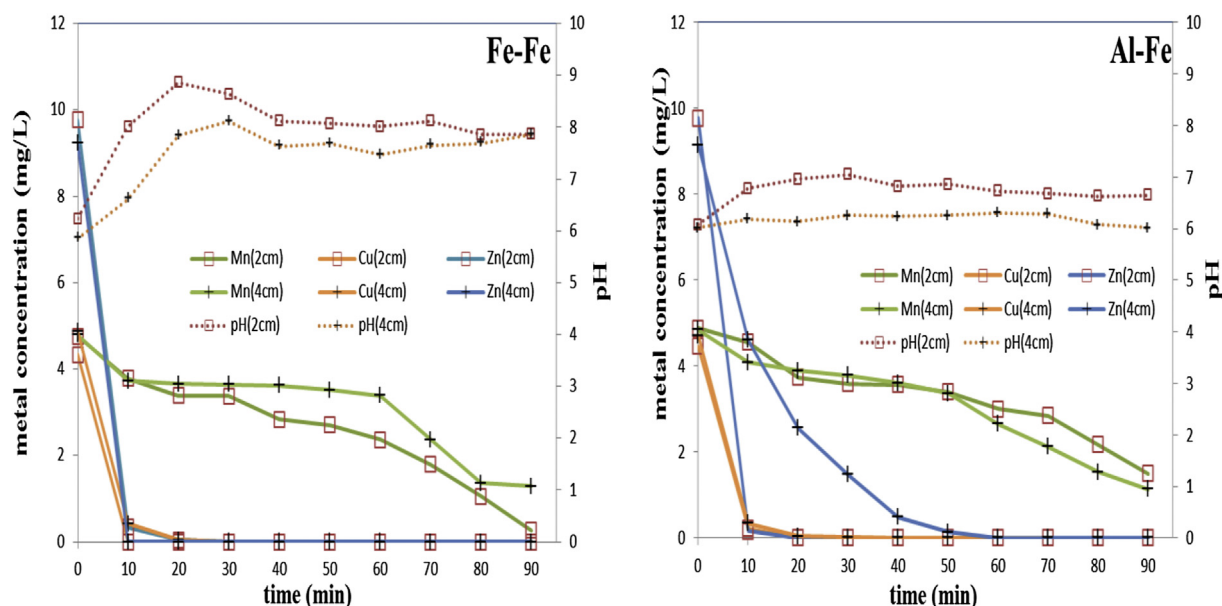 Fe-Fe
metal concentration (mg/L)
12
10
8
6
4
2
0
10
9
8
7
6
5
4
3
2
1
0
pH
Mn(2cm) Cu(2cm) Zn(2cm)
Mn(4cm) Cu(4cm) Zn(4cm)
pH(2cm) pH(4cm)
0 10 20 30 40 50 60 70 80 90
time (min)
Al-Fe
metal concentration (mg/L)
12
10
8
6
4
2
0
10
9
8
7
6
5
4
3
2
1
0
pH
Mn(2cm) Cu(2cm) Zn(2cm)
Mn(4cm) Cu(4cm) Zn(4cm)
pH(2cm) pH(4cm)
0 10 20 30 40 50 60 70 80 90
time (min)